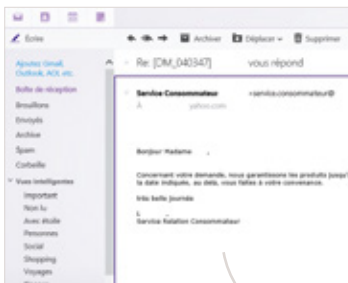 Écrire
Archiver Déplacer Supprimer
Ajoutez Gmail,
Outlook, AOL, etc.
Re: [DM_040347] vous répond
Boîte de réception
Brouillons
Envoyés
Archive
Spam
Corbeille
Service Consommateur <service.consommateur@
À yahoo.com
Bonjour Madame ,
Concernant votre demande, nous garantissons les produits jusqu'
la date indiquée, au delà, vous faites à votre convenance.
très belle journée
Service Relation Consommateur
Vues intelligentes
Important
Non lu
Avec étoile
Personnes
Social
Shopping
Voyages